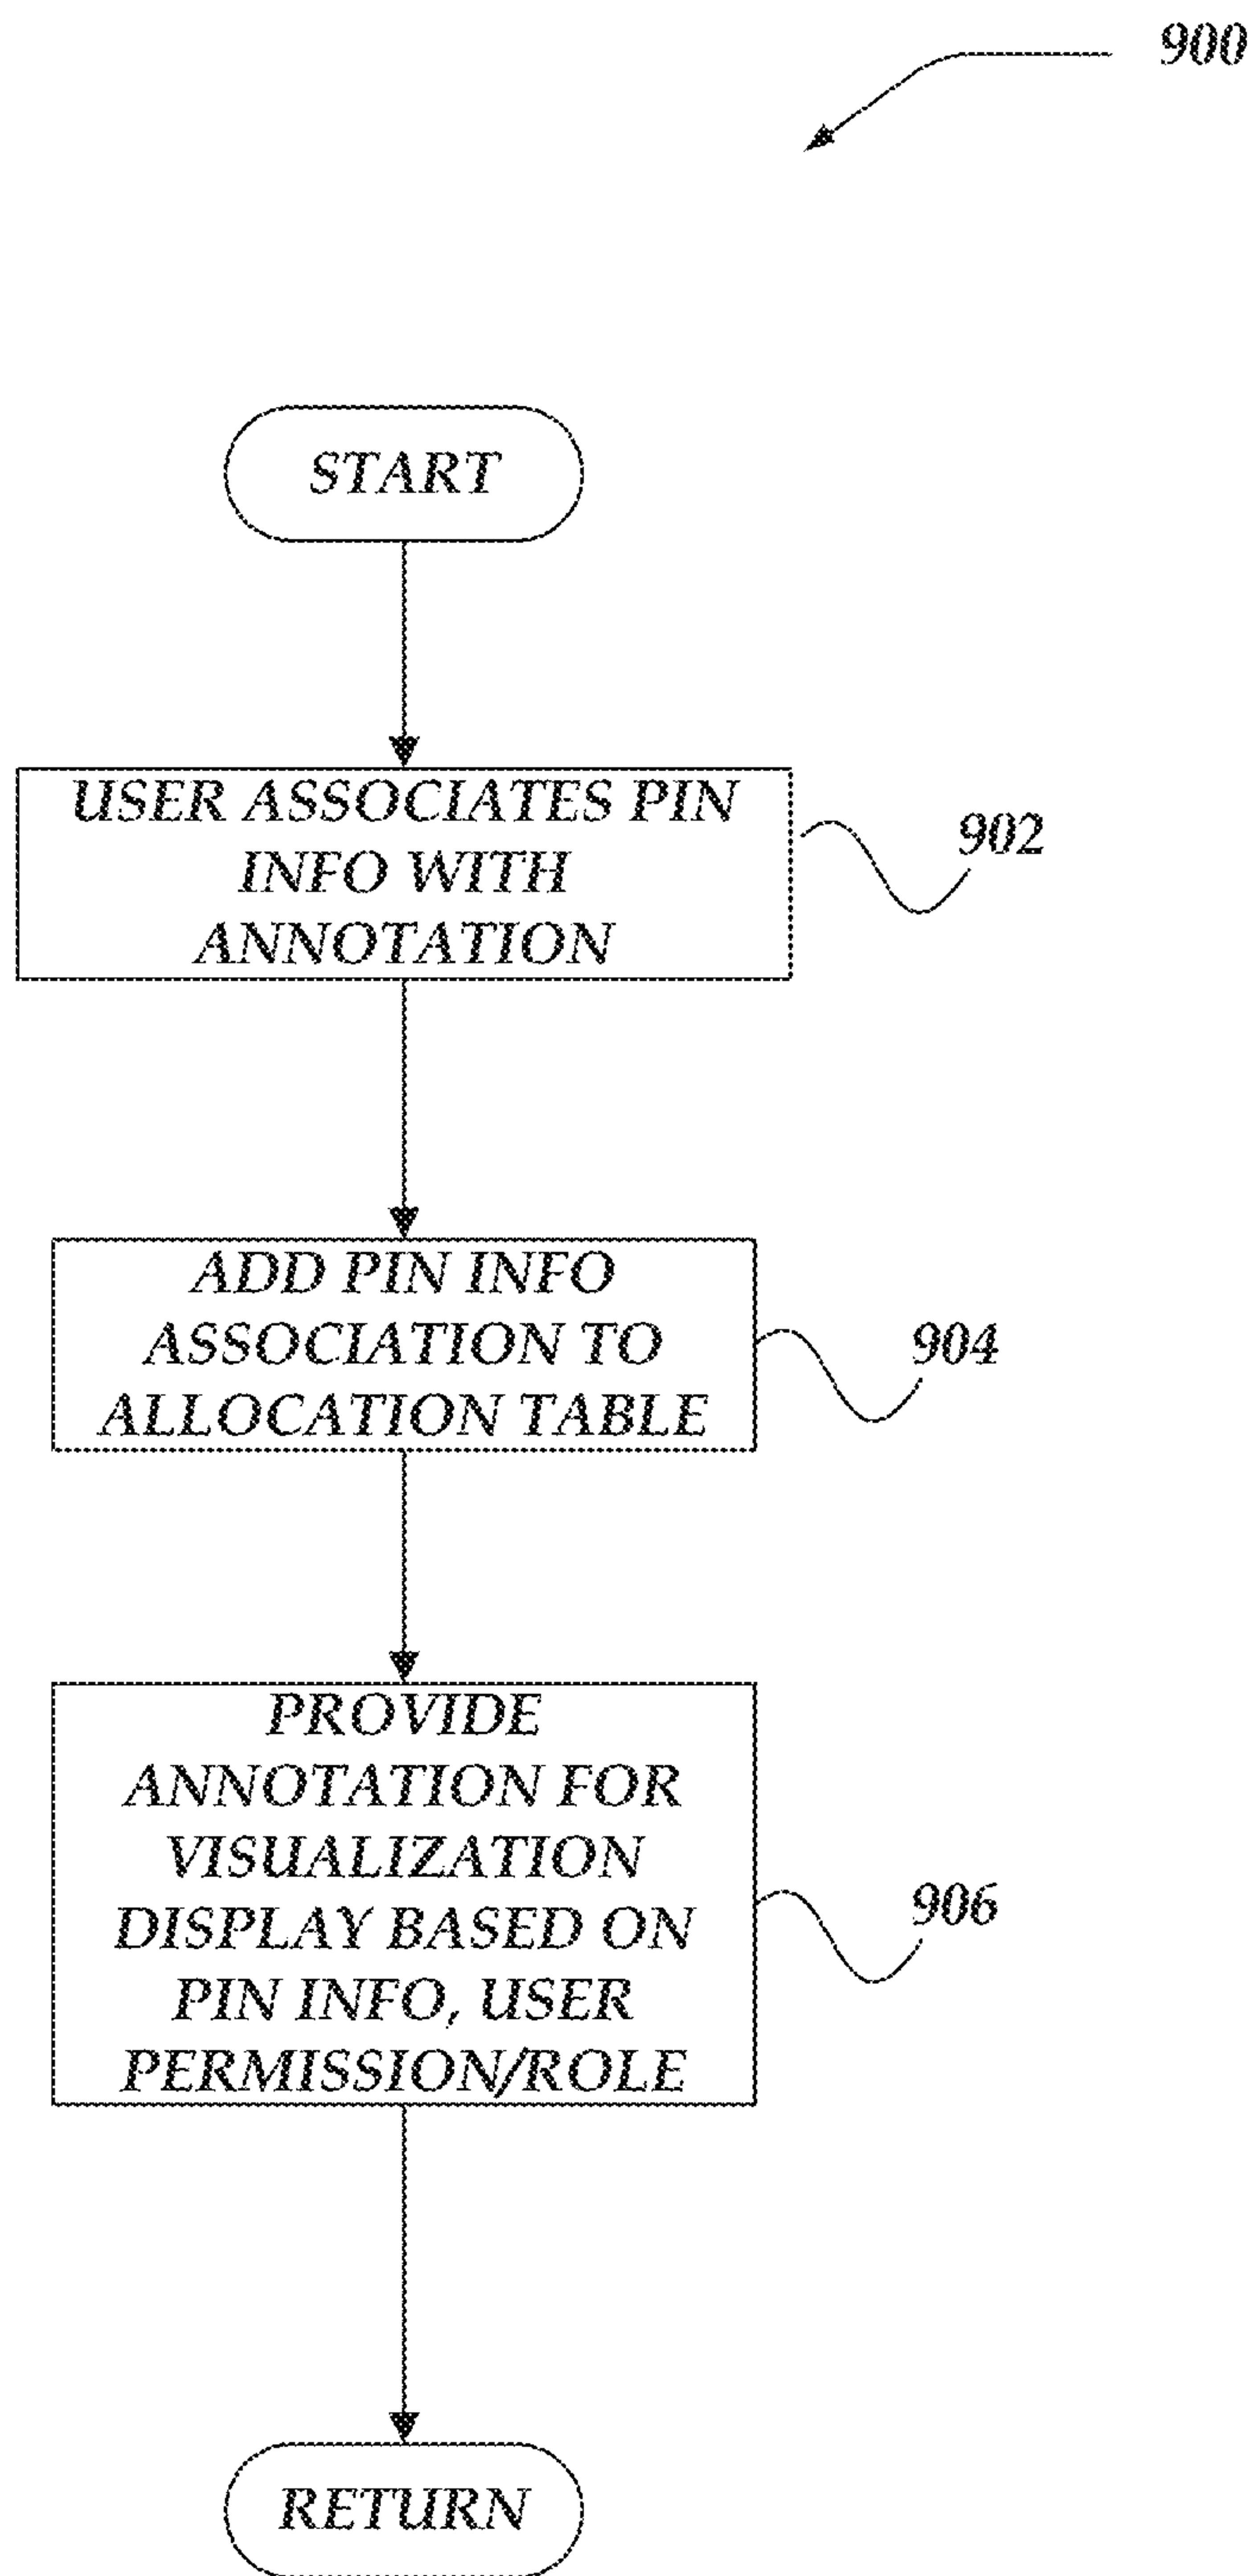 900
START
USER ASSOCIATES PIN
INFO WITH
ANNOTATION
902
ADD PIN INFO
ASSOCIATION TO
ALLOCATION TABLE
904
PROVIDE
ANNOTATION FOR
VISUALIZATION
DISPLAY BASED ON
PIN INFO, USER
PERMISSION/ROLE
906
RETURN